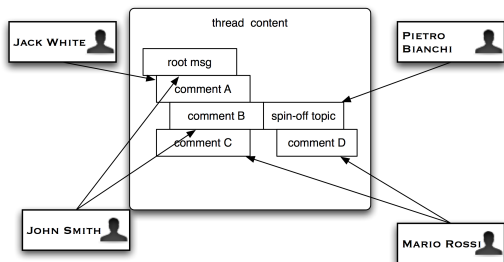 thread content
JACK WHITE
PIETRO
BIANCHI
root msg
comment A
comment B
spin-off topic
comment C
comment D
JOHN SMITH
MARIO ROSSI